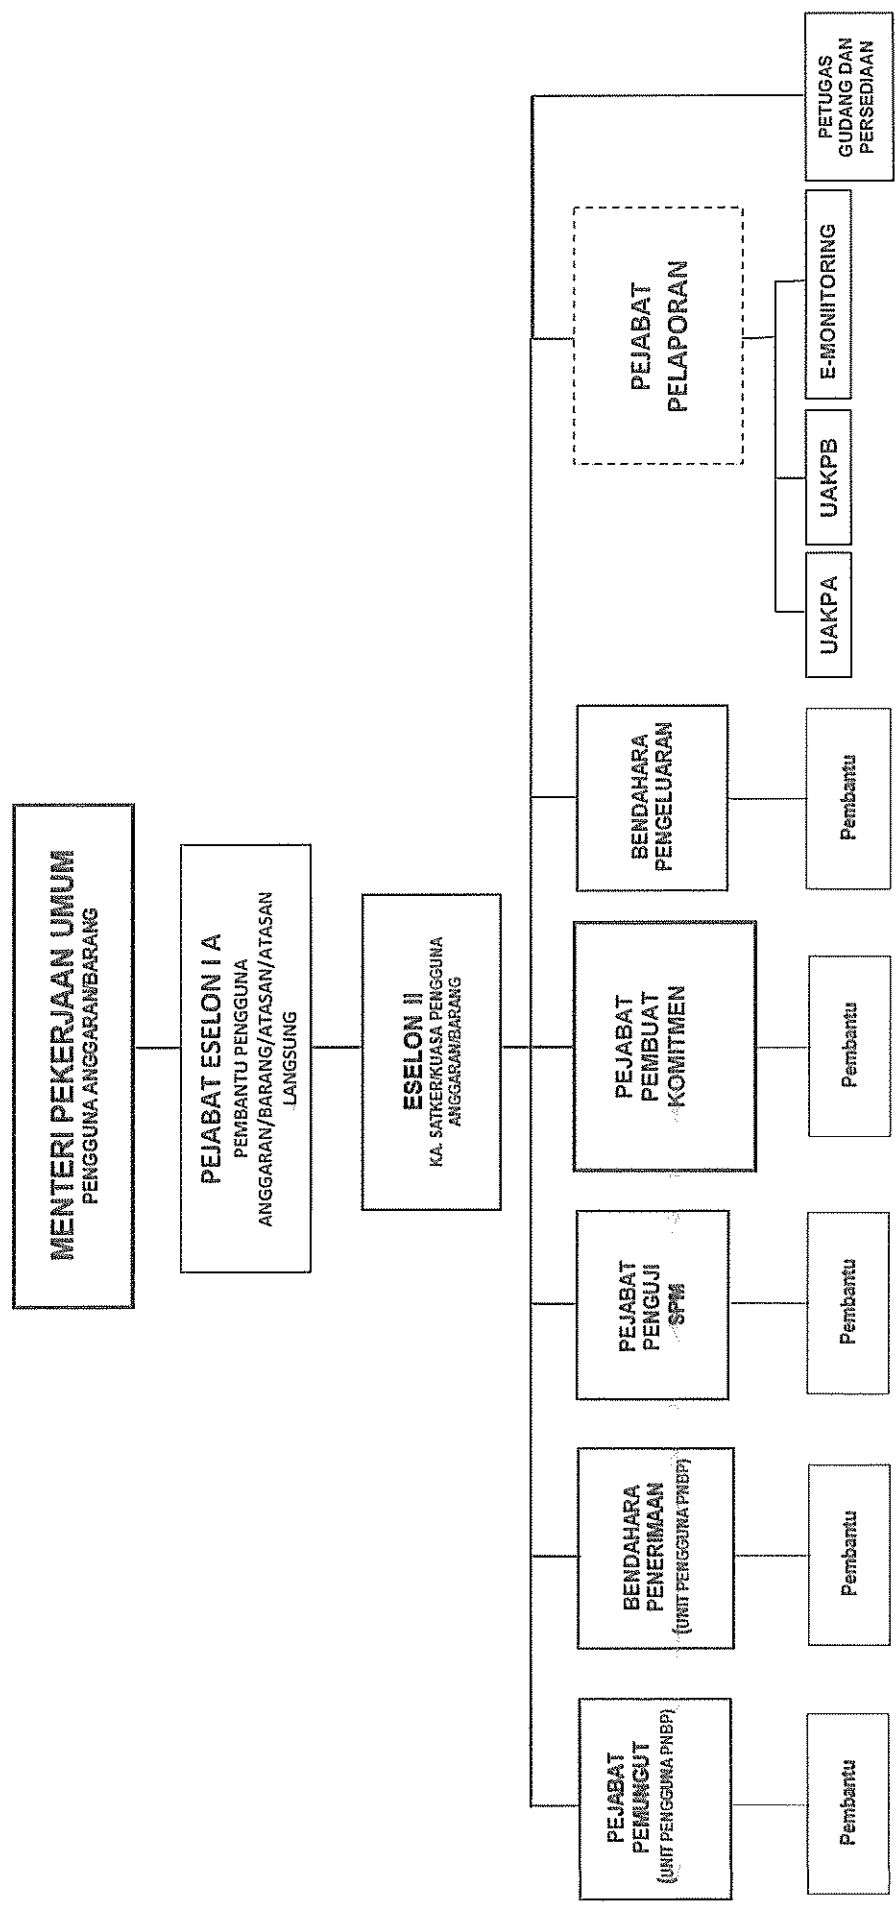 MENTERI PEKERJAAN UMUM
PENGGUNA ANGGARAN/BARANG
PEJABAT ESELON I A
PEMBANTU PENGGUNA
ANGGARAN/BARANG/ATASAN/ATASAN
LANGSUNG
ESELON II
KA. SATKER/KUASA PENGGUNA
ANGGARAN/BARANG
PEJABAT
PEMUNGUT
(UNIT PENGGUNA PNBP)
BENDAHARA
PENERIMAAN
(UNIT PENGGUNA PNBP)
PEJABAT
PENGUJI
SPM
PEJABAT
PEMBUAT
KOMITMEN
BENDAHARA
PENGELUARAN
PEJABAT
PELAPORAN
Pembantu
Pembantu
Pembantu
Pembantu
Pembantu
UAKPA
UAKPB
E-MONIITORING
PETUGAS
GUDANG DAN
PERSEDIAAN